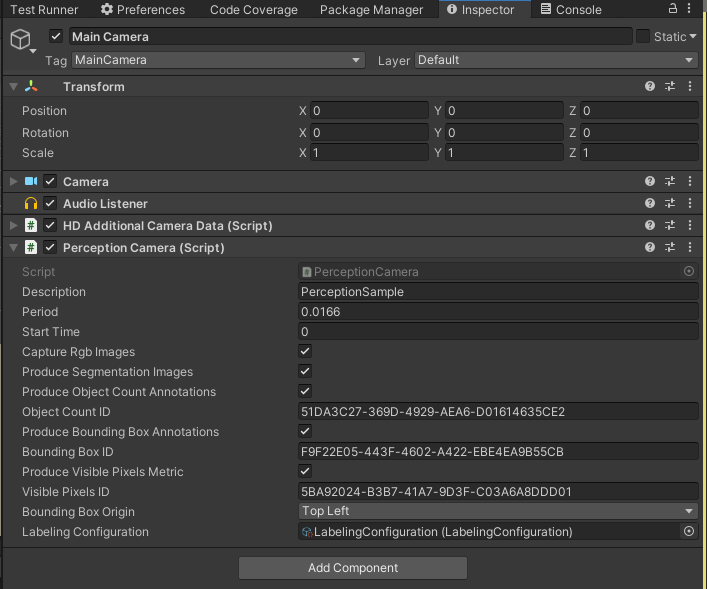 Test Runner Preferences Code Coverage Package Manager Inspector Console
Main Camera Static
Tag MainCamera Layer Default
Transform
Position X 0 Y 0 Z 0
Rotation X 0 Y 0 Z 0
Scale X 1 Y 1 Z 1
Camera
Audio Listener
# HD Additional Camera Data (Script)
# Perception Camera (Script)
Script # PerceptionCamera
Description PerceptionSample
Period 0.0166
Start Time 0
Capture Rgb Images
Produce Segmentation Images
Produce Object Count Annotations
Object Count ID 51DA3C27-369D-4929-AEA6-D01614635CE2
Produce Bounding Box Annotations
Bounding Box ID F9F22E05-443F-4602-A422-EBE4EA9B55CB
Produce Visible Pixels Metric
Visible Pixels ID 5BA92024-B3B7-41A7-9D3F-C03A6A8DDD01
Bounding Box Origin Top Left
Labeling Configuration LabelingConfiguration (LabelingConfiguration)
Add Component